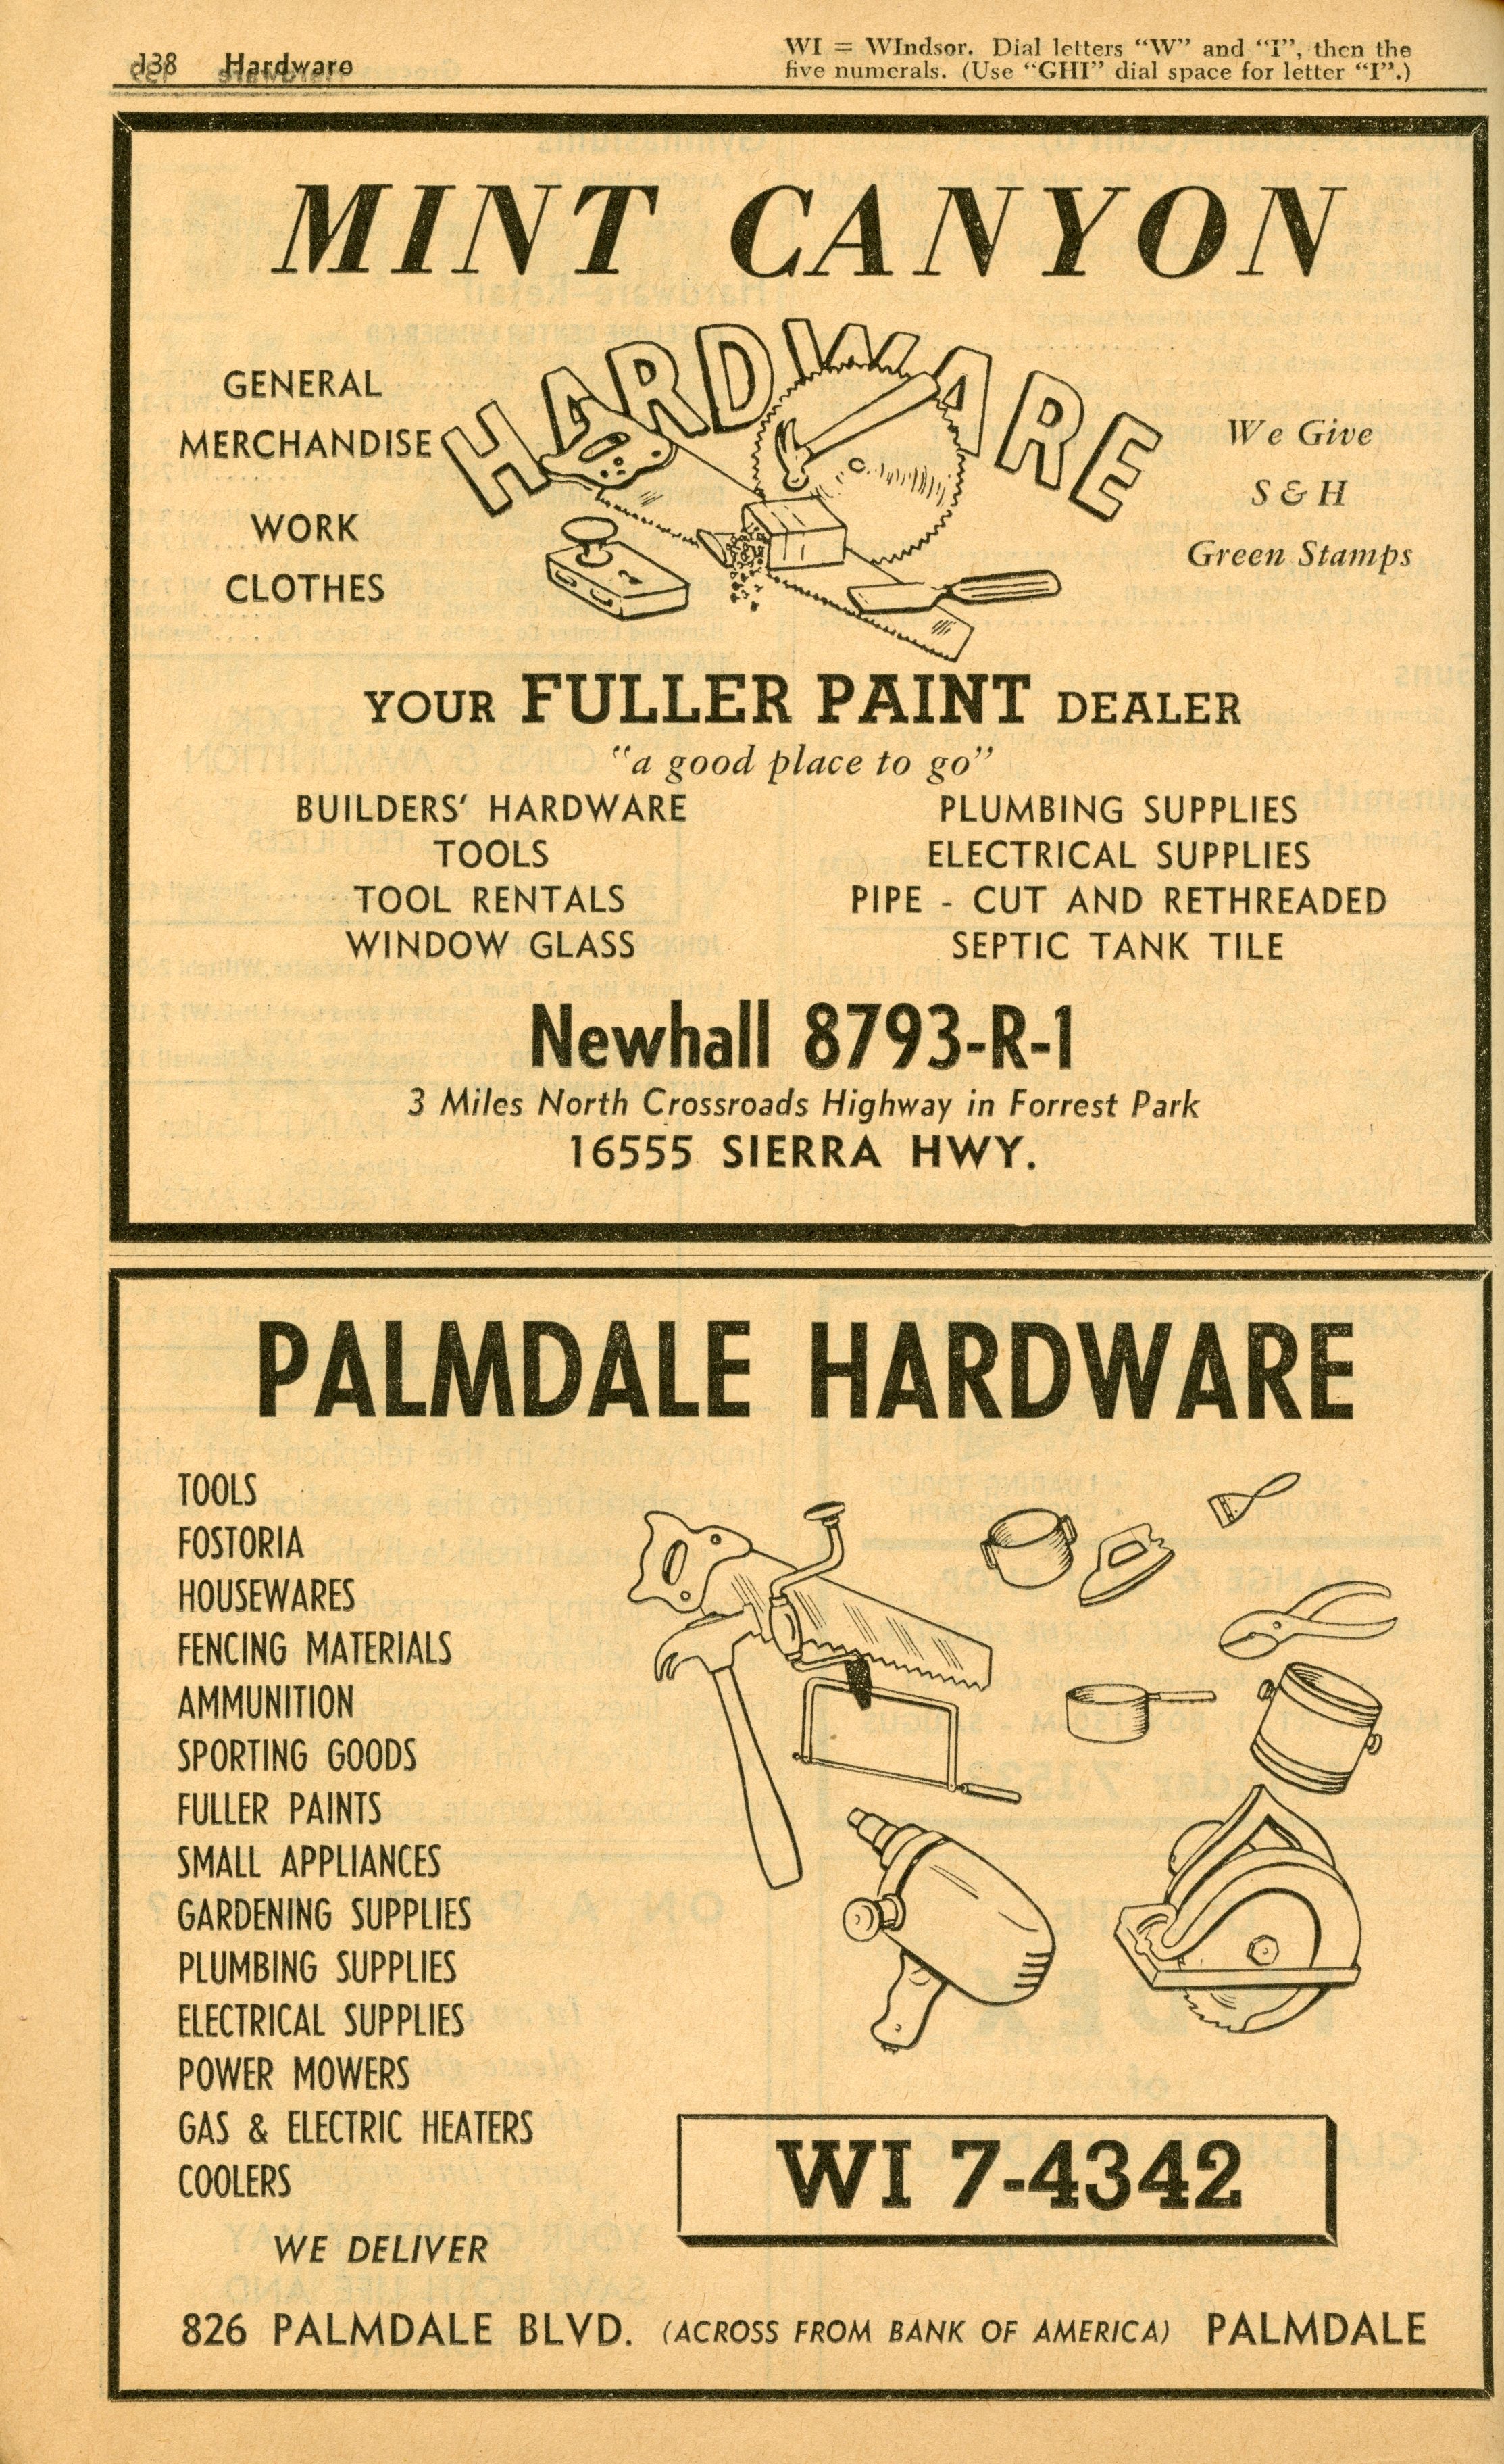 138 Hardware
WI = WIndsor. Dial letters "W" and "I", then the
five numerals. (Use "GHI" dial space for letter "I".)
MINT CANYON
HARDWARE
GENERAL
MERCHANDISE
WORK
CLOTHES
We Give
S & H
Green Stamps
YOUR FULLER PAINT DEALER
"a good place to go"
BUILDERS' HARDWARE
TOOLS
TOOL RENTALS
WINDOW GLASS
PLUMBING SUPPLIES
ELECTRICAL SUPPLIES
PIPE - CUT AND RETHREADED
SEPTIC TANK TILE
Newhall 8793-R-1
3 Miles North Crossroads Highway in Forrest Park
16555 SIERRA HWY.
PALMDALE HARDWARE
TOOLS
FOSTORIA
HOUSEWARES
FENCING MATERIALS
AMMUNITION
SPORTING GOODS
FULLER PAINTS
SMALL APPLIANCES
GARDENING SUPPLIES
PLUMBING SUPPLIES
ELECTRICAL SUPPLIES
POWER MOWERS
GAS & ELECTRIC HEATERS
COOLERS
WE DELIVER
WI 7-4342
826 PALMDALE BLVD. (ACROSS FROM BANK OF AMERICA) PALMDALE